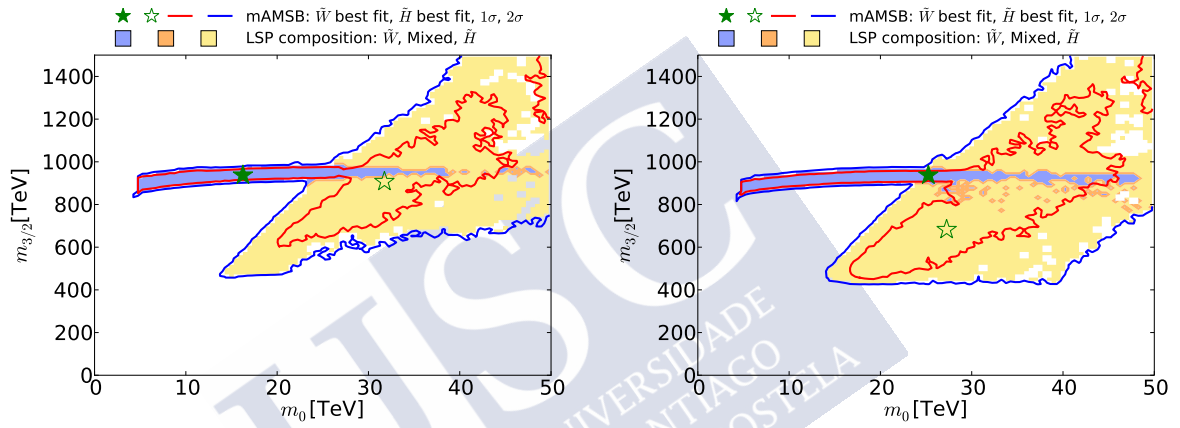 mAMSB: W̃ best fit, H̃ best fit, 1σ, 2σ
LSP composition: W̃, Mixed, H̃
1400
1200
1000
800
600
400
200
0
m3/2[TeV]
0 10 20 30 40 50
m0[TeV]
mAMSB: W̃ best fit, H̃ best fit, 1σ, 2σ
LSP composition: W̃, Mixed, H̃
1400
1200
1000
800
600
400
200
0
m3/2[TeV]
0 10 20 30 40 50
m0[TeV]
USC
UNIVERSIDADE
SANTIAGO
COMPOSTELA